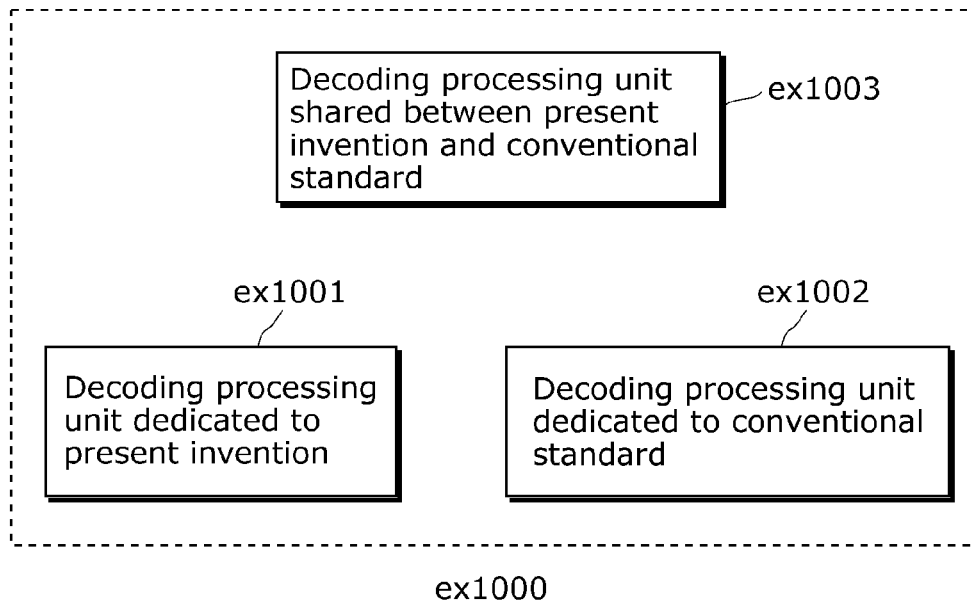 Decoding processing unit
shared between present
invention and conventional
standard
ex1003
ex1001
ex1002
Decoding processing
unit dedicated to
present invention
Decoding processing unit
dedicated to conventional
standard
ex1000